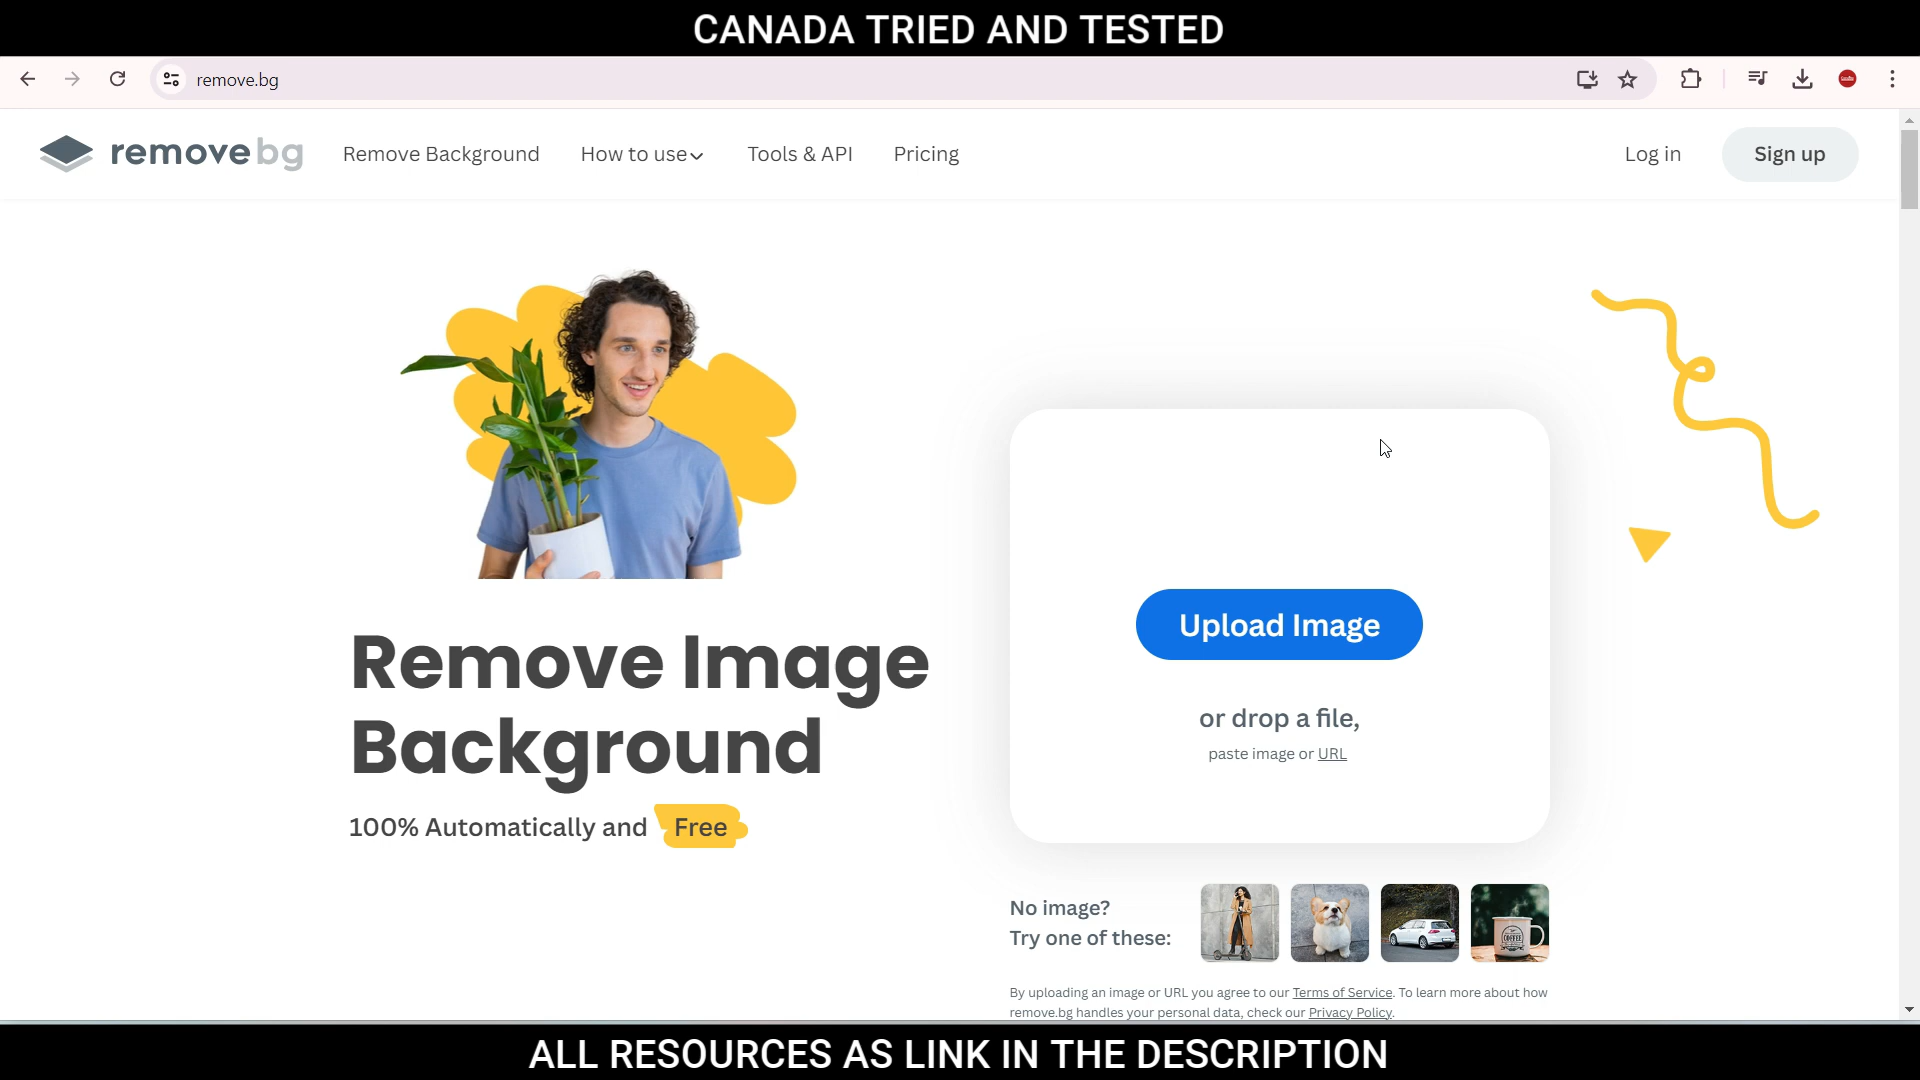 CANADA TRIED AND TESTED
remove.bg
removebg
Remove Background
How to use
Tools & API
Pricing
Log in
Sign up
Remove Image
Background
100% Automatically and Free
Upload Image
or drop a file,
paste image or URL
No image?
Try one of these:
COFFEE
By uploading an image or URL you agree to our Terms of Service. To learn more about how
remove.bg handles your personal data, check our Privacy Policy.
ALL RESOURCES AS LINK IN THE DESCRIPTION